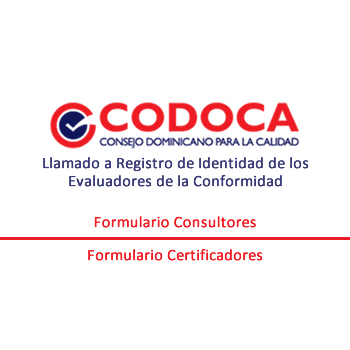 CODOCA
CONSEJO DOMINICANO PARA LA CALIDAD
Llamado a Registro de Identidad de los
Evaluadores de la Conformidad
Formulario Consultores
Formulario Certificadores